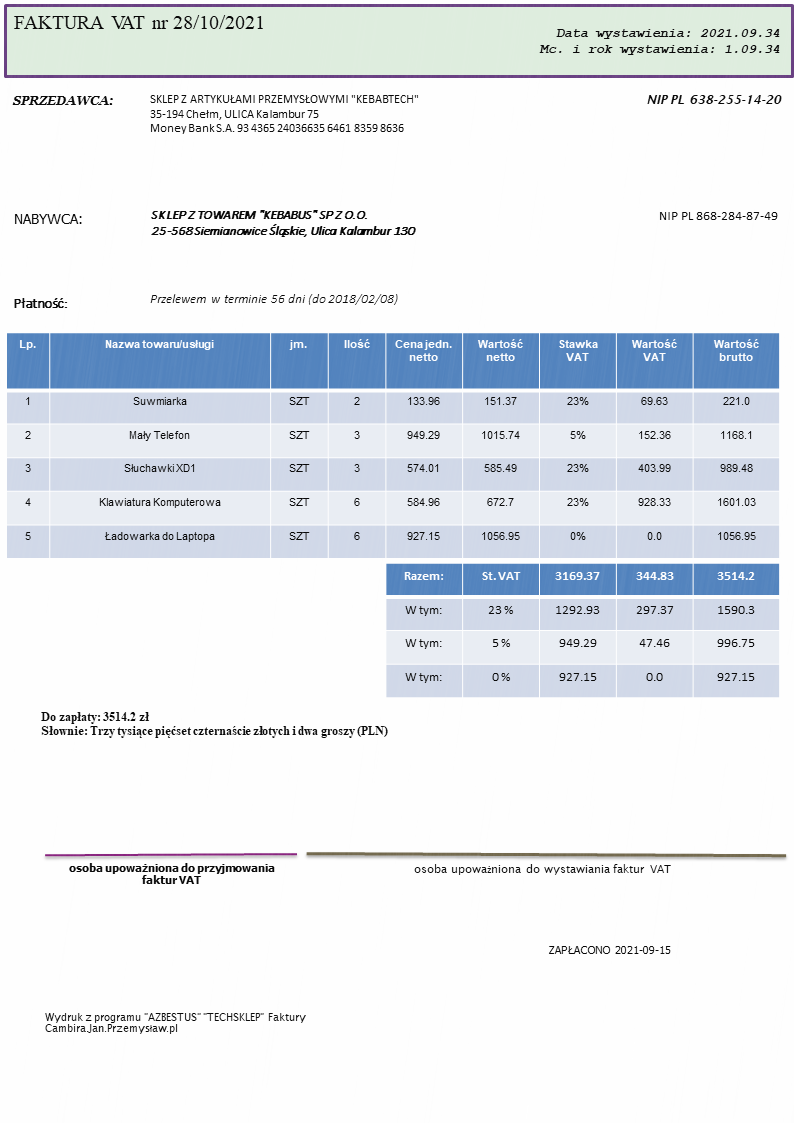 FAKTURA VAT nr 28/10/2021
Data wystawienia: 2021.09.34
Mc. i rok wystawienia: 1.09.34
SPRZEDAWCA:
SKLEP Z ARTYKUŁAMI PRZEMYSŁOWYMI "KEBABTECH"
NIP PL 638-255-14-20
35-194 Chełm, ULICA Kalambur 75
Money Bank S.A. 93 4365 24036635 6461 8359 8636
NABYWCA:
SKLEP Z TOWAREM "KEBABUS" SP Z O.O.
NIP PL 868-284-87-49
25-568 Siemianowice Śląskie, Ulica Kalambur 130
Płatność:
Przelewem w terminie 56 dni (do 2018/02/08)
Lp. Nazwa towaru/usługi jm. Ilość Cena jedn. netto Wartość netto Stawka VAT Wartość VAT Wartość brutto
1 Suwmiarka SZT 2 133.96 151.37 23% 69.63 221.0
2 Mały Telefon SZT 3 949.29 1015.74 5% 152.36 1168.1
3 Słuchawki XD1 SZT 3 574.01 585.49 23% 403.99 989.48
4 Klawiatura Komputerowa SZT 6 584.96 672.7 23% 928.33 1601.03
5 Ładowarka do Laptopa SZT 6 927.15 1056.95 0% 0.0 1056.95
Razem: St. VAT 3169.37 344.83 3514.2
W tym: 23 % 1292.93 297.37 1590.3
W tym: 5 % 949.29 47.46 996.75
W tym: 0 % 927.15 0.0 927.15
Do zapłaty: 3514.2 zł
Słownie: Trzy tysiące pięćset czternaście złotych i dwa groszy (PLN)
osoba upoważniona do przyjmowania
faktur VAT
osoba upoważniona do wystawiania faktur VAT
ZAPŁACONO 2021-09-15
Wydruk z programu "AZBESTUS" "TECHSKLEP" Faktury
Cambira.Jan.Przemysław.pl